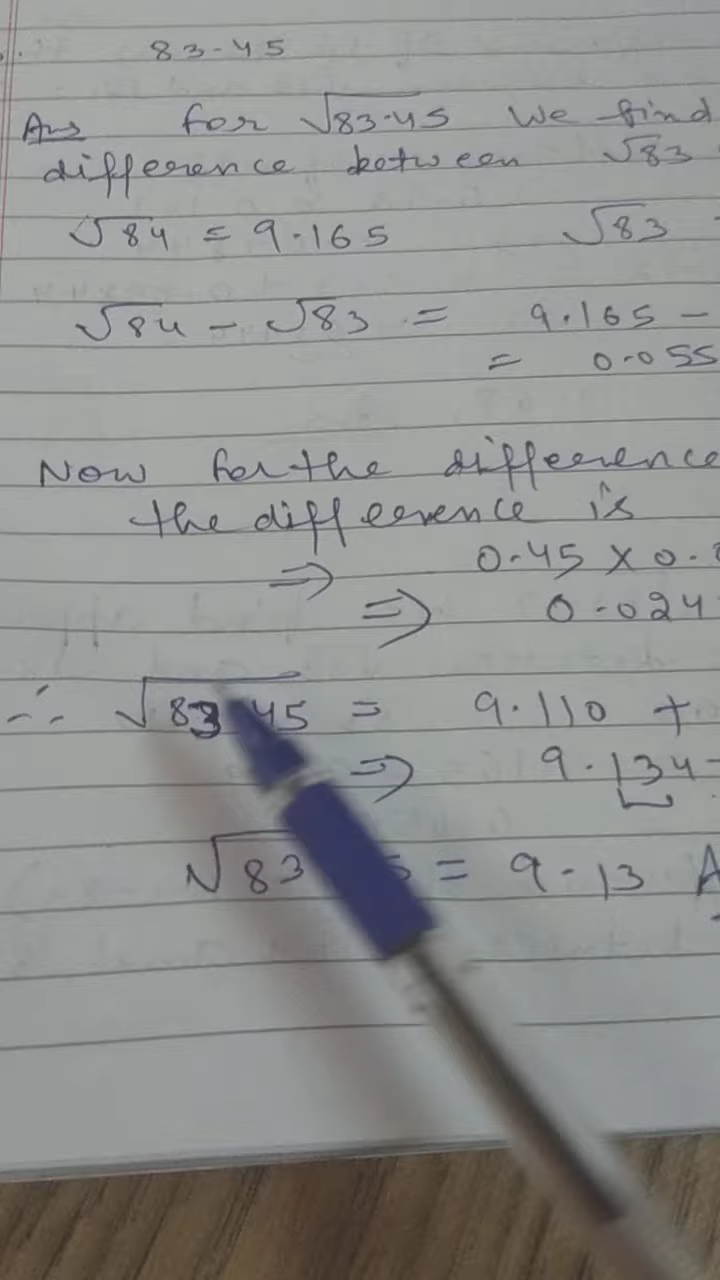 83.45
Ans for √83.45 We find
difference between √83
√84 = 9.165 √83
√84 - √83 = 9.165 -
= 0.055
Now for the difference
the difference is
⇒ 0.45 × 0.
⇒ 0.024
∴ √83.45 = 9.110 +
⇒ 9.134
√83 5 = 9.13